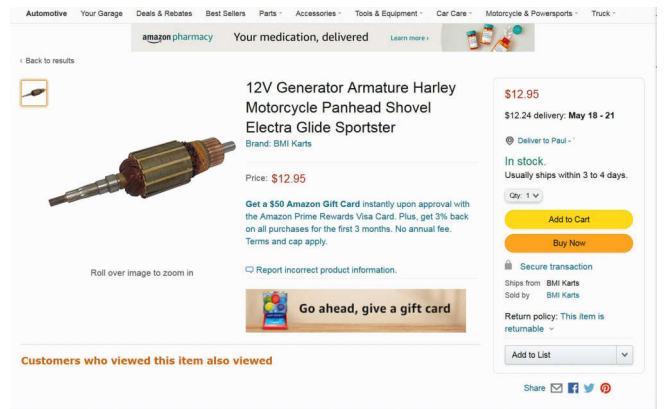 Automotive Your Garage Deals & Rebates Best Sellers Parts Accessories Tools & Equipment Car Care Motorcycle & Powersports Truck
amazon pharmacy Your medication, delivered Learn more ›
‹ Back to results
12V Generator Armature Harley
Motorcycle Panhead Shovel
Electra Glide Sportster
Brand: BMI Karts
Price: $12.95
Get a $50 Amazon Gift Card instantly upon approval with
the Amazon Prime Rewards Visa Card. Plus, get 3% back
on all purchases for the first 3 months. No annual fee.
Terms and cap apply.
Report incorrect product information.
Roll over image to zoom in
Go ahead, give a gift card
Customers who viewed this item also viewed
$12.95
$12.24 delivery: May 18 - 21
Deliver to Paul -
In stock.
Usually ships within 3 to 4 days.
Qty: 1
Add to Cart
Buy Now
Secure transaction
Ships from BMI Karts
Sold by BMI Karts
Return policy: This item is
returnable
Add to List
Share